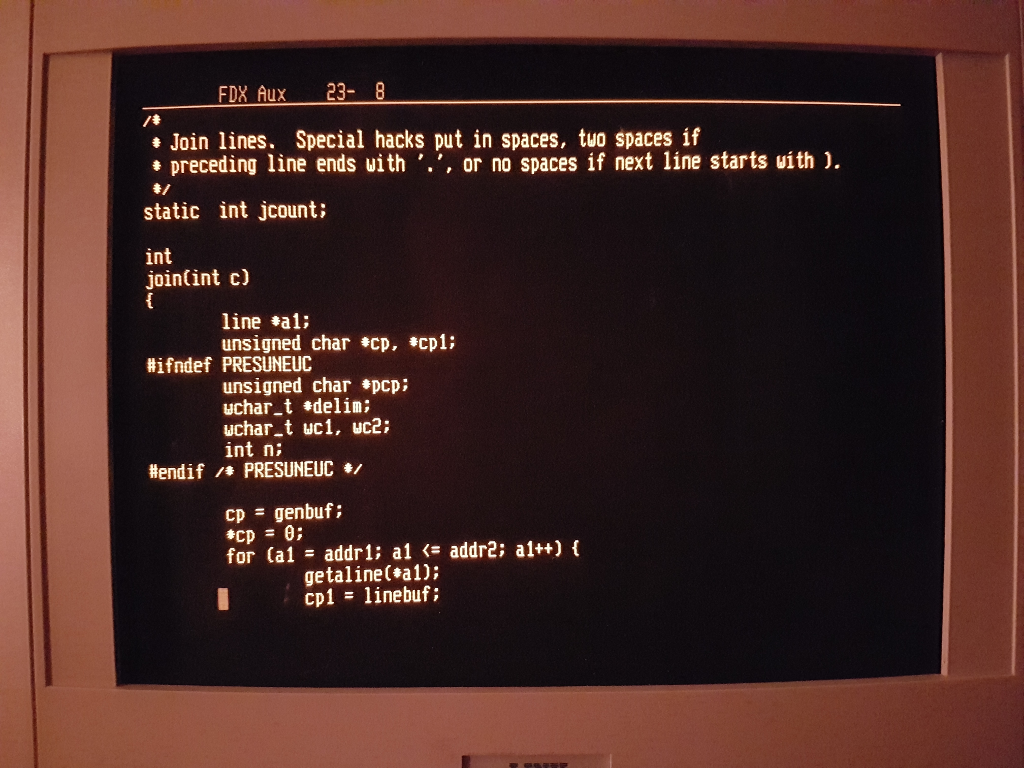 FDX Aux    23-  8
/*
 * Join lines.  Special hacks put in spaces, two spaces if
 * preceding line ends with '.', or no spaces if next line starts with ).
 */
static  int jcount;
int
join(int c)
{
        line *a1;
        unsigned char *cp, *cp1;
#ifndef PRESUNEUC
        unsigned char *pcp;
        wchar_t *delim;
        wchar_t wc1, wc2;
        int n;
#endif /* PRESUNEUC */
        cp = genbuf;
        *cp = 0;
        for (a1 = addr1; a1 <= addr2; a1++) {
                getaline(*a1);
                cp1 = linebuf;